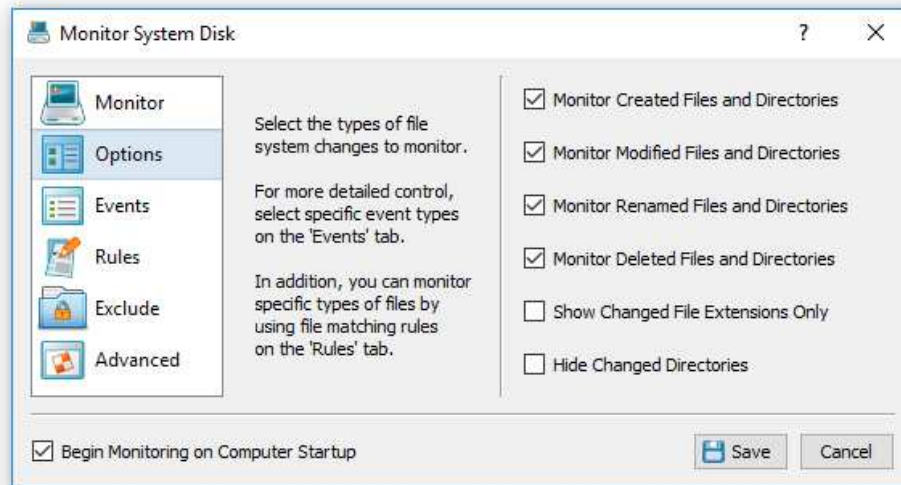 Monitor System Disk
?
Monitor
Options
Events
Rules
Exclude
Advanced
Select the types of file
system changes to monitor.
For more detailed control,
select specific event types
on the 'Events' tab.
In addition, you can monitor
specific types of files by
using file matching rules
on the 'Rules' tab.
Monitor Created Files and Directories
Monitor Modified Files and Directories
Monitor Renamed Files and Directories
Monitor Deleted Files and Directories
Show Changed File Extensions Only
Hide Changed Directories
Begin Monitoring on Computer Startup
Save
Cancel